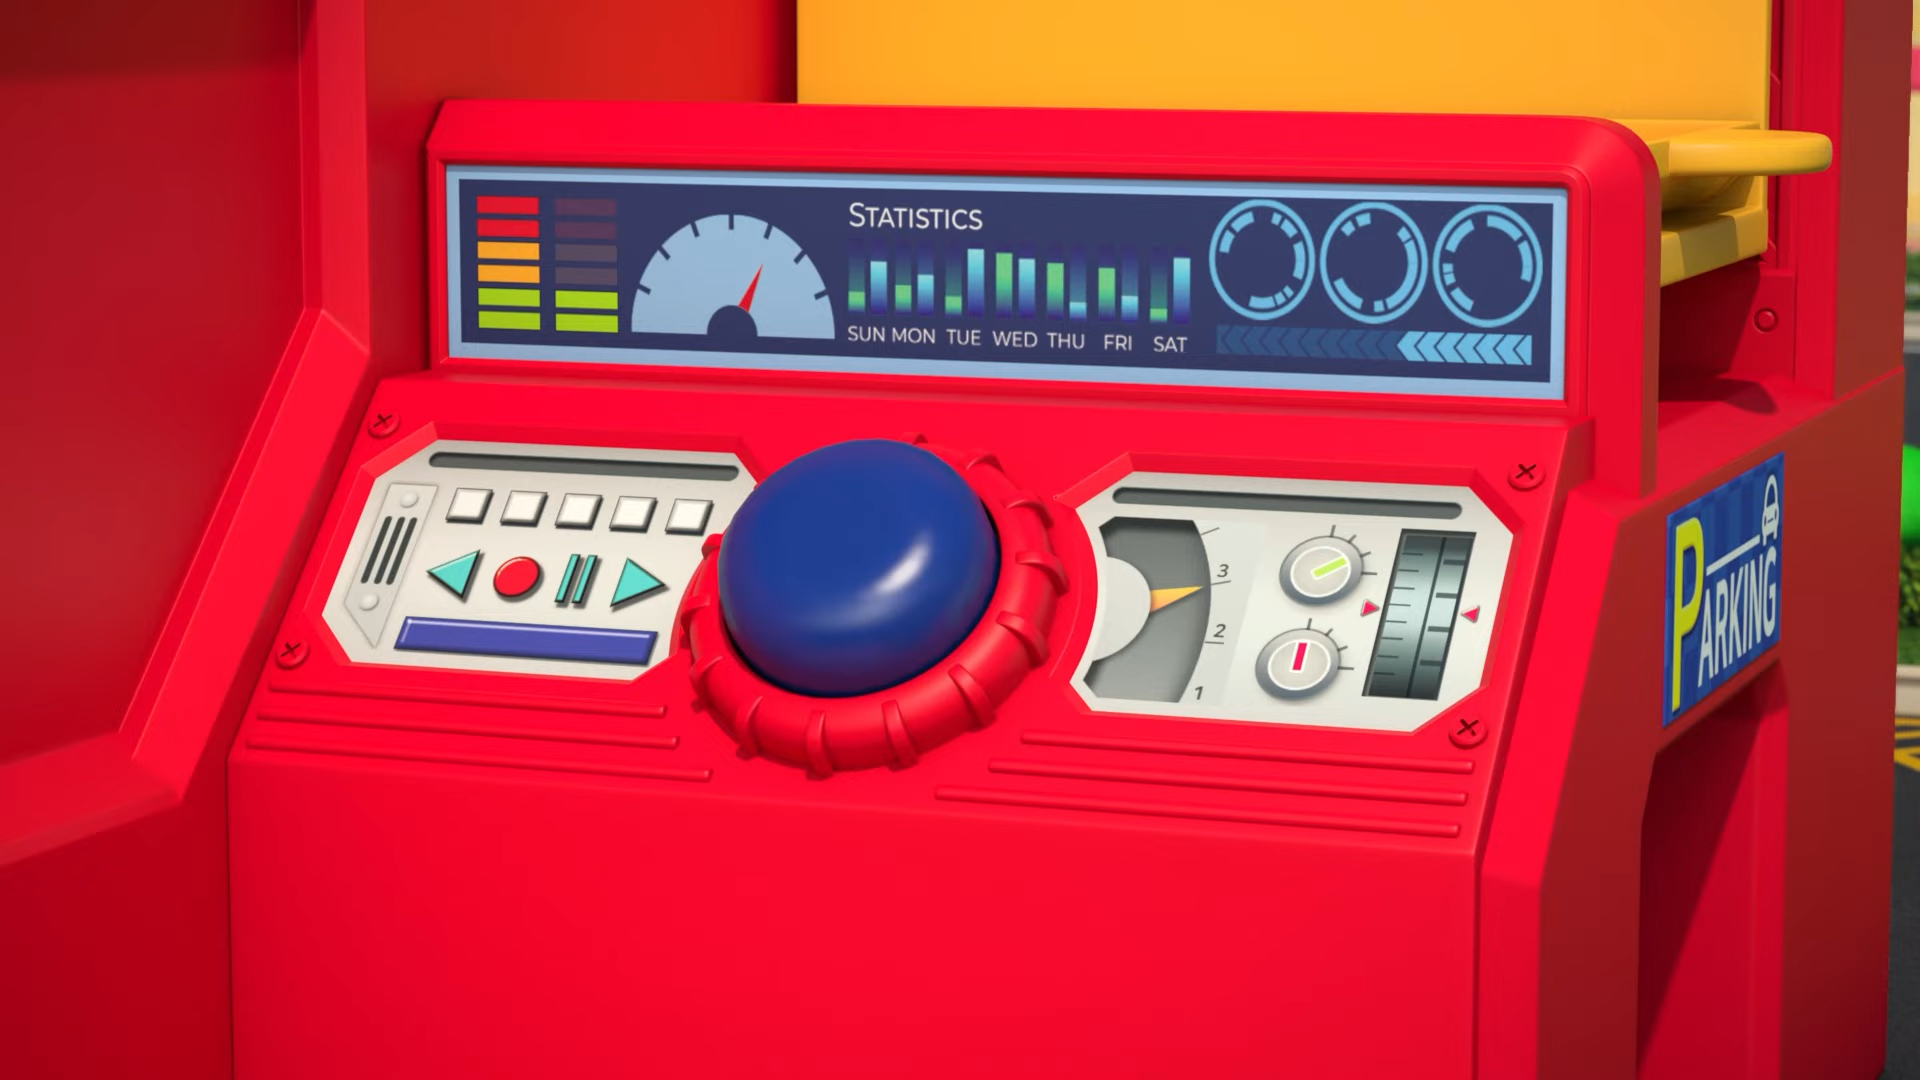 STATISTICS
SUN MON TUE WED THU FRI SAT
3
2
1
PARKING